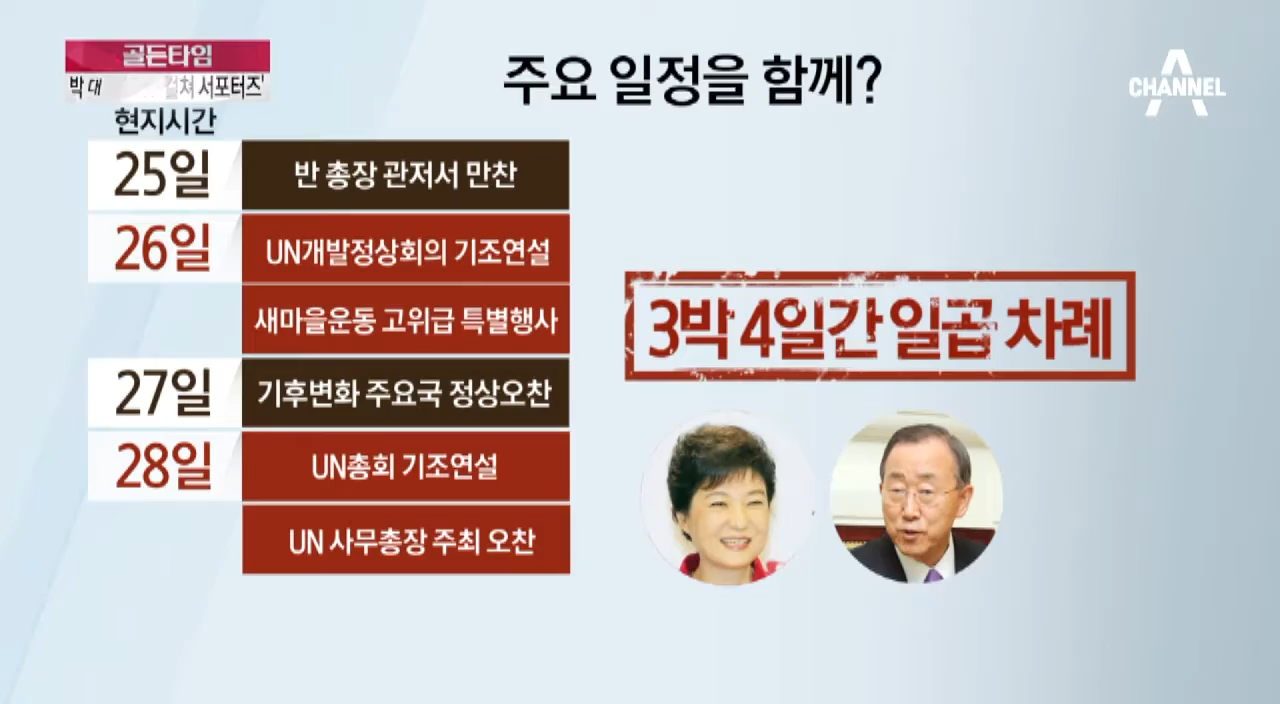 골든타임
박 대 컬쳐 서포터즈'
주요 일정을 함께?
CHANNEL A
현지시간
25일 반 총장 관저서 만찬
26일 UN개발정상회의 기조연설
새마을운동 고위급 특별행사
27일 기후변화 주요국 정상오찬
28일 UN총회 기조연설
UN 사무총장 주최 오찬
3박 4일간 일곱 차례